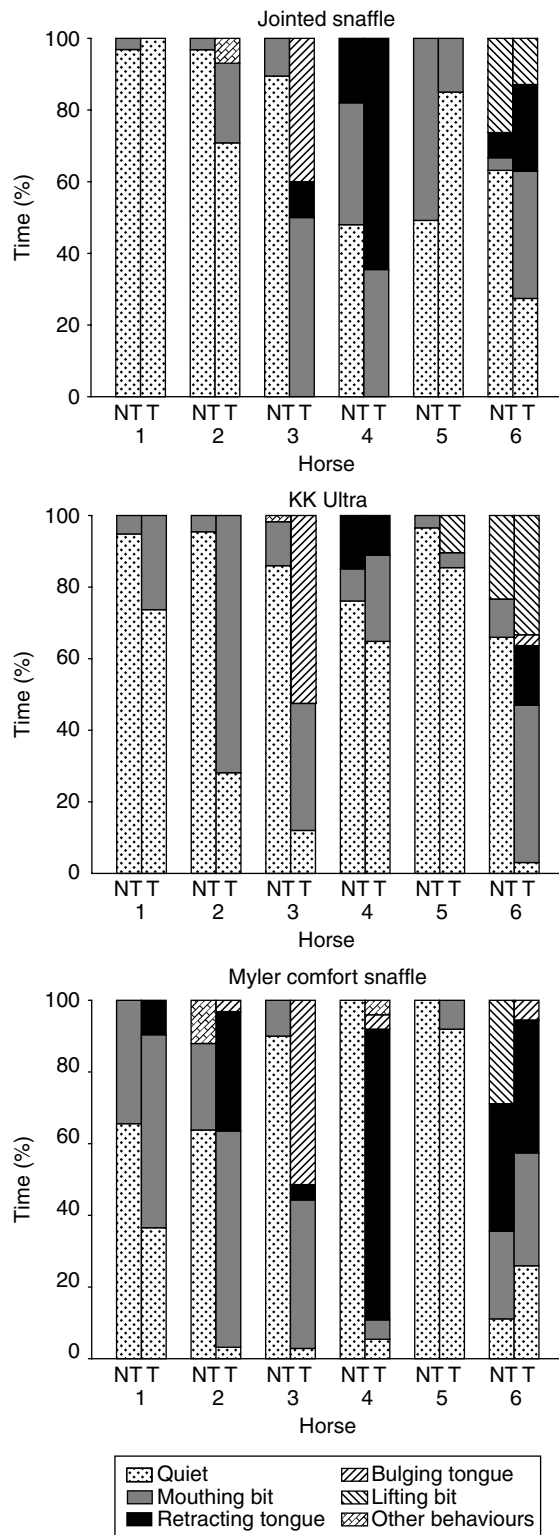 Jointed snaffle
100
80
60
40
20
0
Time (%)
NT T NT T NT T NT T NT T NT T
1 2 3 4 5 6
Horse
KK Ultra
100
80
60
40
20
0
Time (%)
NT T NT T NT T NT T NT T NT T
1 2 3 4 5 6
Horse
Myler comfort snaffle
100
80
60
40
20
0
Time (%)
NT T NT T NT T NT T NT T NT T
1 2 3 4 5 6
Horse
Quiet Bulging tongue
Mouthing bit Lifting bit
Retracting tongue Other behaviours